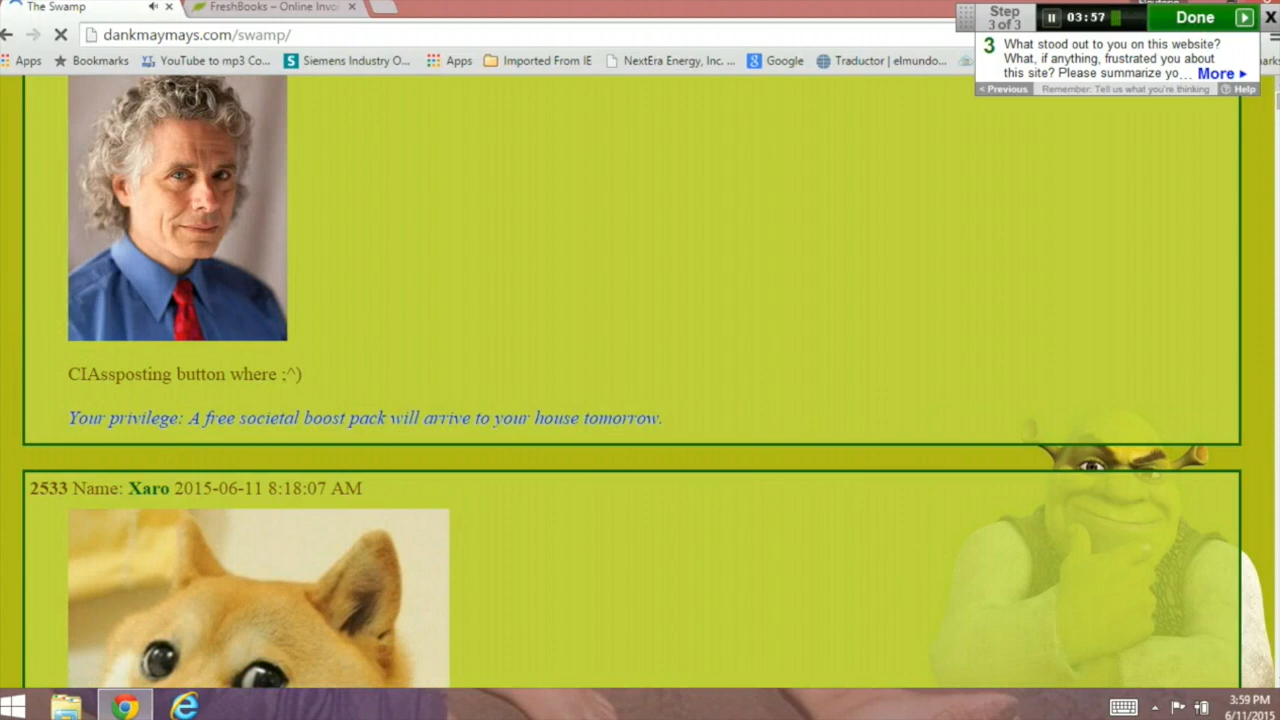 The Swamp
FreshBooks – Online Invoi
dankmaymays.com/swamp/
Apps
Bookmarks
YouTube to mp3 Co...
Siemens Industry O...
Apps
Imported From IE
NextEra Energy, Inc. ...
Google
Traductor | elmundo...
Step
3 of 3
03:57
Done
X
3 What stood out to you on this website?
What, if anything, frustrated you about
this site? Please summarize yo... More
< Previous
Remember: Tell us what you're thinking
? Help
CIAssposting button where ;^)
Your privilege: A free societal boost pack will arrive to your house tomorrow.
2533 Name: Xaro 2015-06-11 8:18:07 AM
3:59 PM
6/11/2015